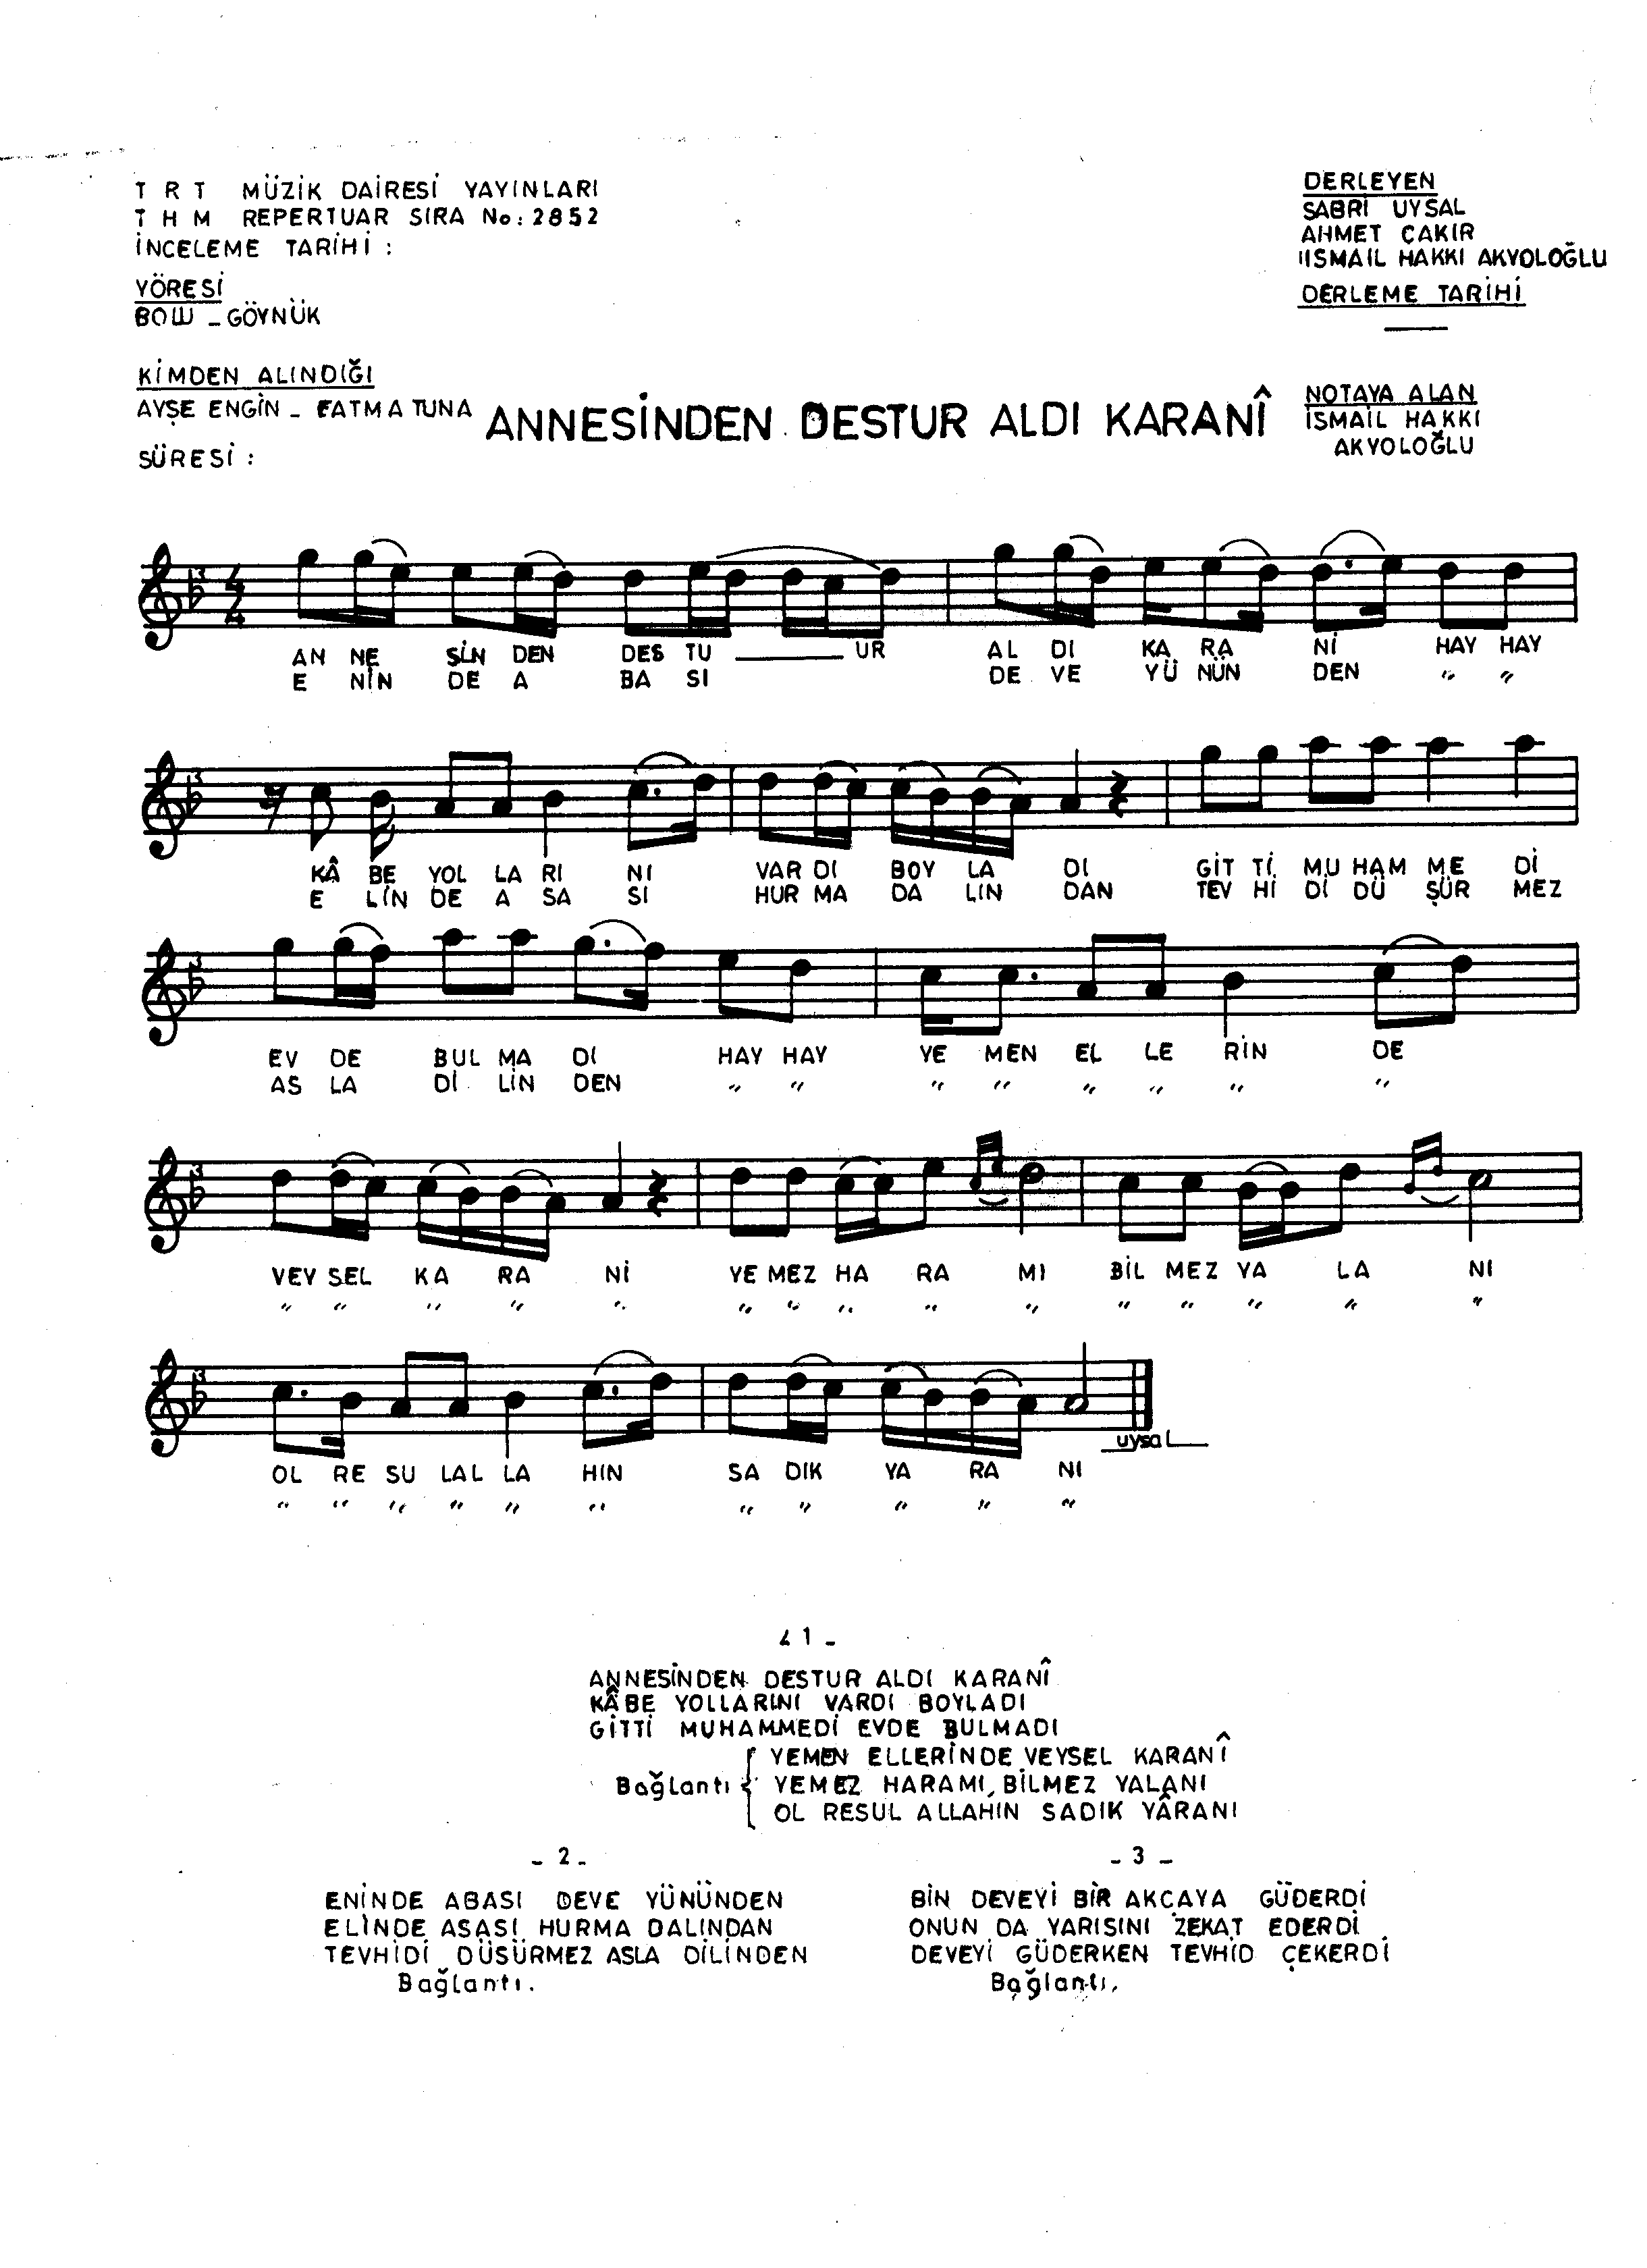 T R T MÜZİK DAİRESİ YAYINLARI
T H M REPERTUAR SIRA No: 2852
İNCELEME TARİHİ :
YÖRESİ
BOLU _ GÖYNÜK
KİMDEN ALINDIĞI
AYŞE ENGİN _ FATMA TUNA
SÜRESİ :
DERLEYEN
SABRİ UYSAL
AHMET ÇAKIR
İSMAİL HAKKI AKYOLOĞLU
DERLEME TARİHİ
NOTAYA ALAN
İSMAİL HAKKI
AKYOLOĞLU
ANNESİNDEN DESTUR ALDI KARANÎ
3 4 4
AN NE SİN DEN DES TU ______ UR AL DI KA RA Nİ HAY HAY
E NİN DE A BA SI DE VE YÜ NÜN DEN " "
3
KÂ BE YOL LA RI NI VAR DI BOY LA DI GİT Tİ MU HAM ME Dİ
E LİN DE A SA SI HUR MA DA LIN DAN TEV Hİ Dİ DÜ ŞÜR MEZ
3
EV DE BUL MA DI HAY HAY YE MEN EL LE RİN DE
AS LA Dİ LİN DEN " " " " " " " "
3
VEY SEL KA RA Nİ YE MEZ HA RA MI BİL MEZ YA LA NI
" " " " " " " " " " " " " " "
3
OL RE SU LAL LA HIN SA DIK YA RA NI
" " " " " " " " " " "
uysal
_ 1 _
ANNESİNDEN DESTUR ALDI KARANÎ
KÂBE YOLLARINI VARDI BOYLADI
GİTTİ MUHAMMEDİ EVDE BULMADI
Bağlantı { YEMEN ELLERİNDE VEYSEL KARANÎ
YEMEZ HARAMI, BİLMEZ YALANI
OL RESUL ALLAHIN SADIK YÂRANI
_ 2 _
ENİNDE ABASI DEVE YÜNÜNDEN
ELİNDE ASASI HURMA DALINDAN
TEVHİDİ DÜŞÜRMEZ ASLA DİLİNDEN
Bağlantı.
_ 3 _
BİN DEVEYİ BİR AKÇAYA GÜDERDİ
ONUN DA YARISINI ZEKAT EDERDİ
DEVEYİ GÜDERKEN TEVHİD ÇEKERDİ
Bağlantı.